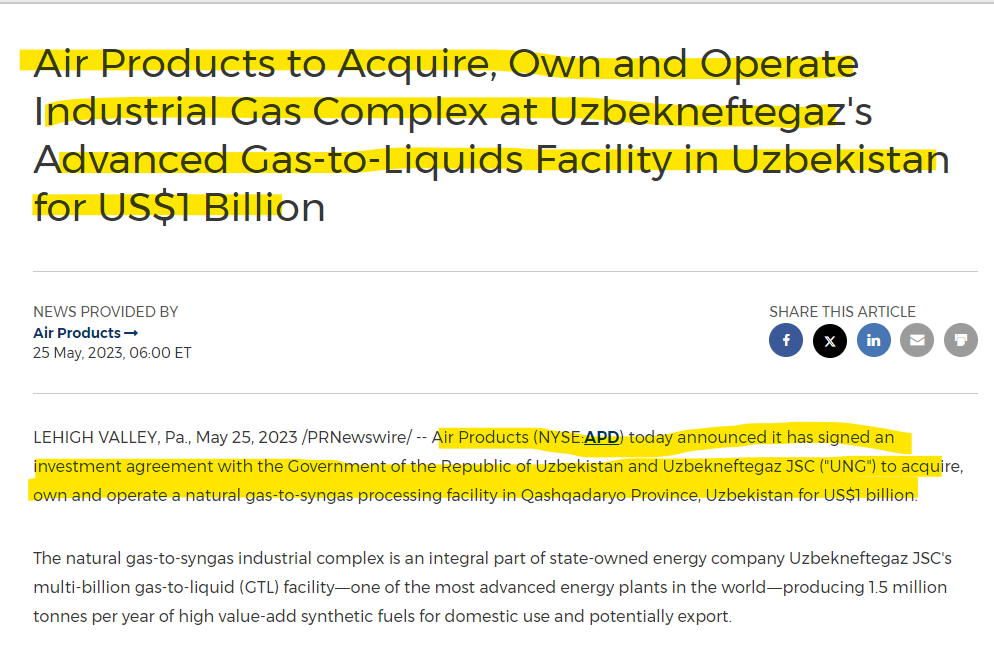 Air Products to Acquire, Own and Operate
Industrial Gas Complex at Uzbekneftegaz's
Advanced Gas-to-Liquids Facility in Uzbekistan
for US$1 Billion
NEWS PROVIDED BY
Air Products →
25 May, 2023, 06:00 ET
SHARE THIS ARTICLE
LEHIGH VALLEY, Pa., May 25, 2023 /PRNewswire/ -- Air Products (NYSE:APD) today announced it has signed an
investment agreement with the Government of the Republic of Uzbekistan and Uzbekneftegaz JSC ("UNG") to acquire,
own and operate a natural gas-to-syngas processing facility in Qashqadaryo Province, Uzbekistan for US$1 billion.
The natural gas-to-syngas industrial complex is an integral part of state-owned energy company Uzbekneftegaz JSC's
multi-billion gas-to-liquid (GTL) facility—one of the most advanced energy plants in the world—producing 1.5 million
tonnes per year of high value-add synthetic fuels for domestic use and potentially export.